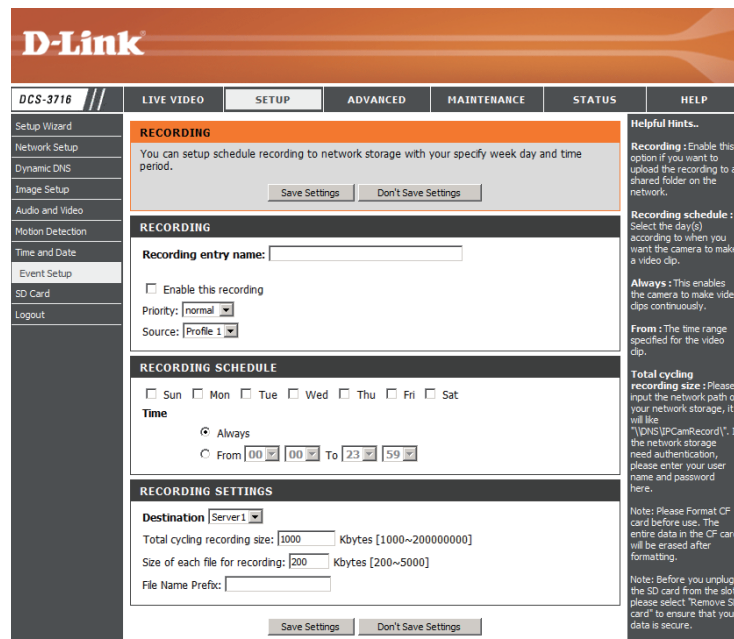 D-Link
DCS-3716
LIVE VIDEO
SETUP
ADVANCED
MAINTENANCE
STATUS
HELP
Setup Wizard
Network Setup
Dynamic DNS
Image Setup
Audio and Video
Motion Detection
Time and Date
Event Setup
SD Card
Logout
RECORDING
You can setup schedule recording to network storage with your specify week day and time
period.
Save Settings
Don't Save Settings
RECORDING
Recording entry name:
Enable this recording
Priority: normal
Source: Profile 1
RECORDING SCHEDULE
Sun Mon Tue Wed Thu Fri Sat
Time
Always
From 00 00 To 23 59
RECORDING SETTINGS
Destination Server1
Total cycling recording size: 1000 Kbytes [1000~200000000]
Size of each file for recording: 200 Kbytes [200~5000]
File Name Prefix:
Save Settings
Don't Save Settings
Helpful Hints..
Recording : Enable this
option if you want to
upload the recording to a
shared folder on the
network.
Recording schedule :
Select the day(s)
according to when you
want the camera to make
a video clip.
Always : This enables
the camera to make vide
clips continuously.
From : The time range
specified for the video
clip.
Total cycling
recording size : Please
input the network path o
your network storage, it
will like
"\\DNS\IPCamRecord\".
the network storage
need authentication,
please enter your user
name and password
here.
Note: Please Format CF
card before use. The
entire data in the CF car
will be erased after
formatting.
Note: Before you unplug
the SD card from the slot
please select "Remove S
card" to ensure that you
data is secure.